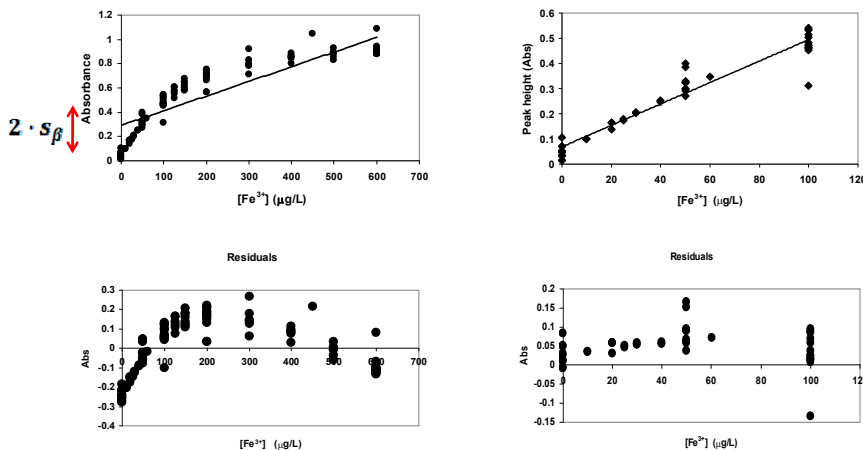 1.2
1
0.8
0.6
0.4
0.2
0
Absorbance
0 100 200 300 400 500 600 700
[Fe³⁺] (µg/L)
2 · s_β
0.6
0.5
0.4
0.3
0.2
0.1
0
Peak height (Abs)
0 20 40 60 80 100 120
[Fe³⁺] (µg/L)
Residuals
0.3
0.2
0.1
0
-0.1
-0.2
-0.3
-0.4
Abs
0 100 200 300 400 500 600 700
[Fe³⁺] (µg/L)
Residuals
0.2
0.15
0.1
0.05
0
-0.05
-0.1
-0.15
Abs
0 20 40 60 80 100 120
[Fe³⁺] (µg/L)